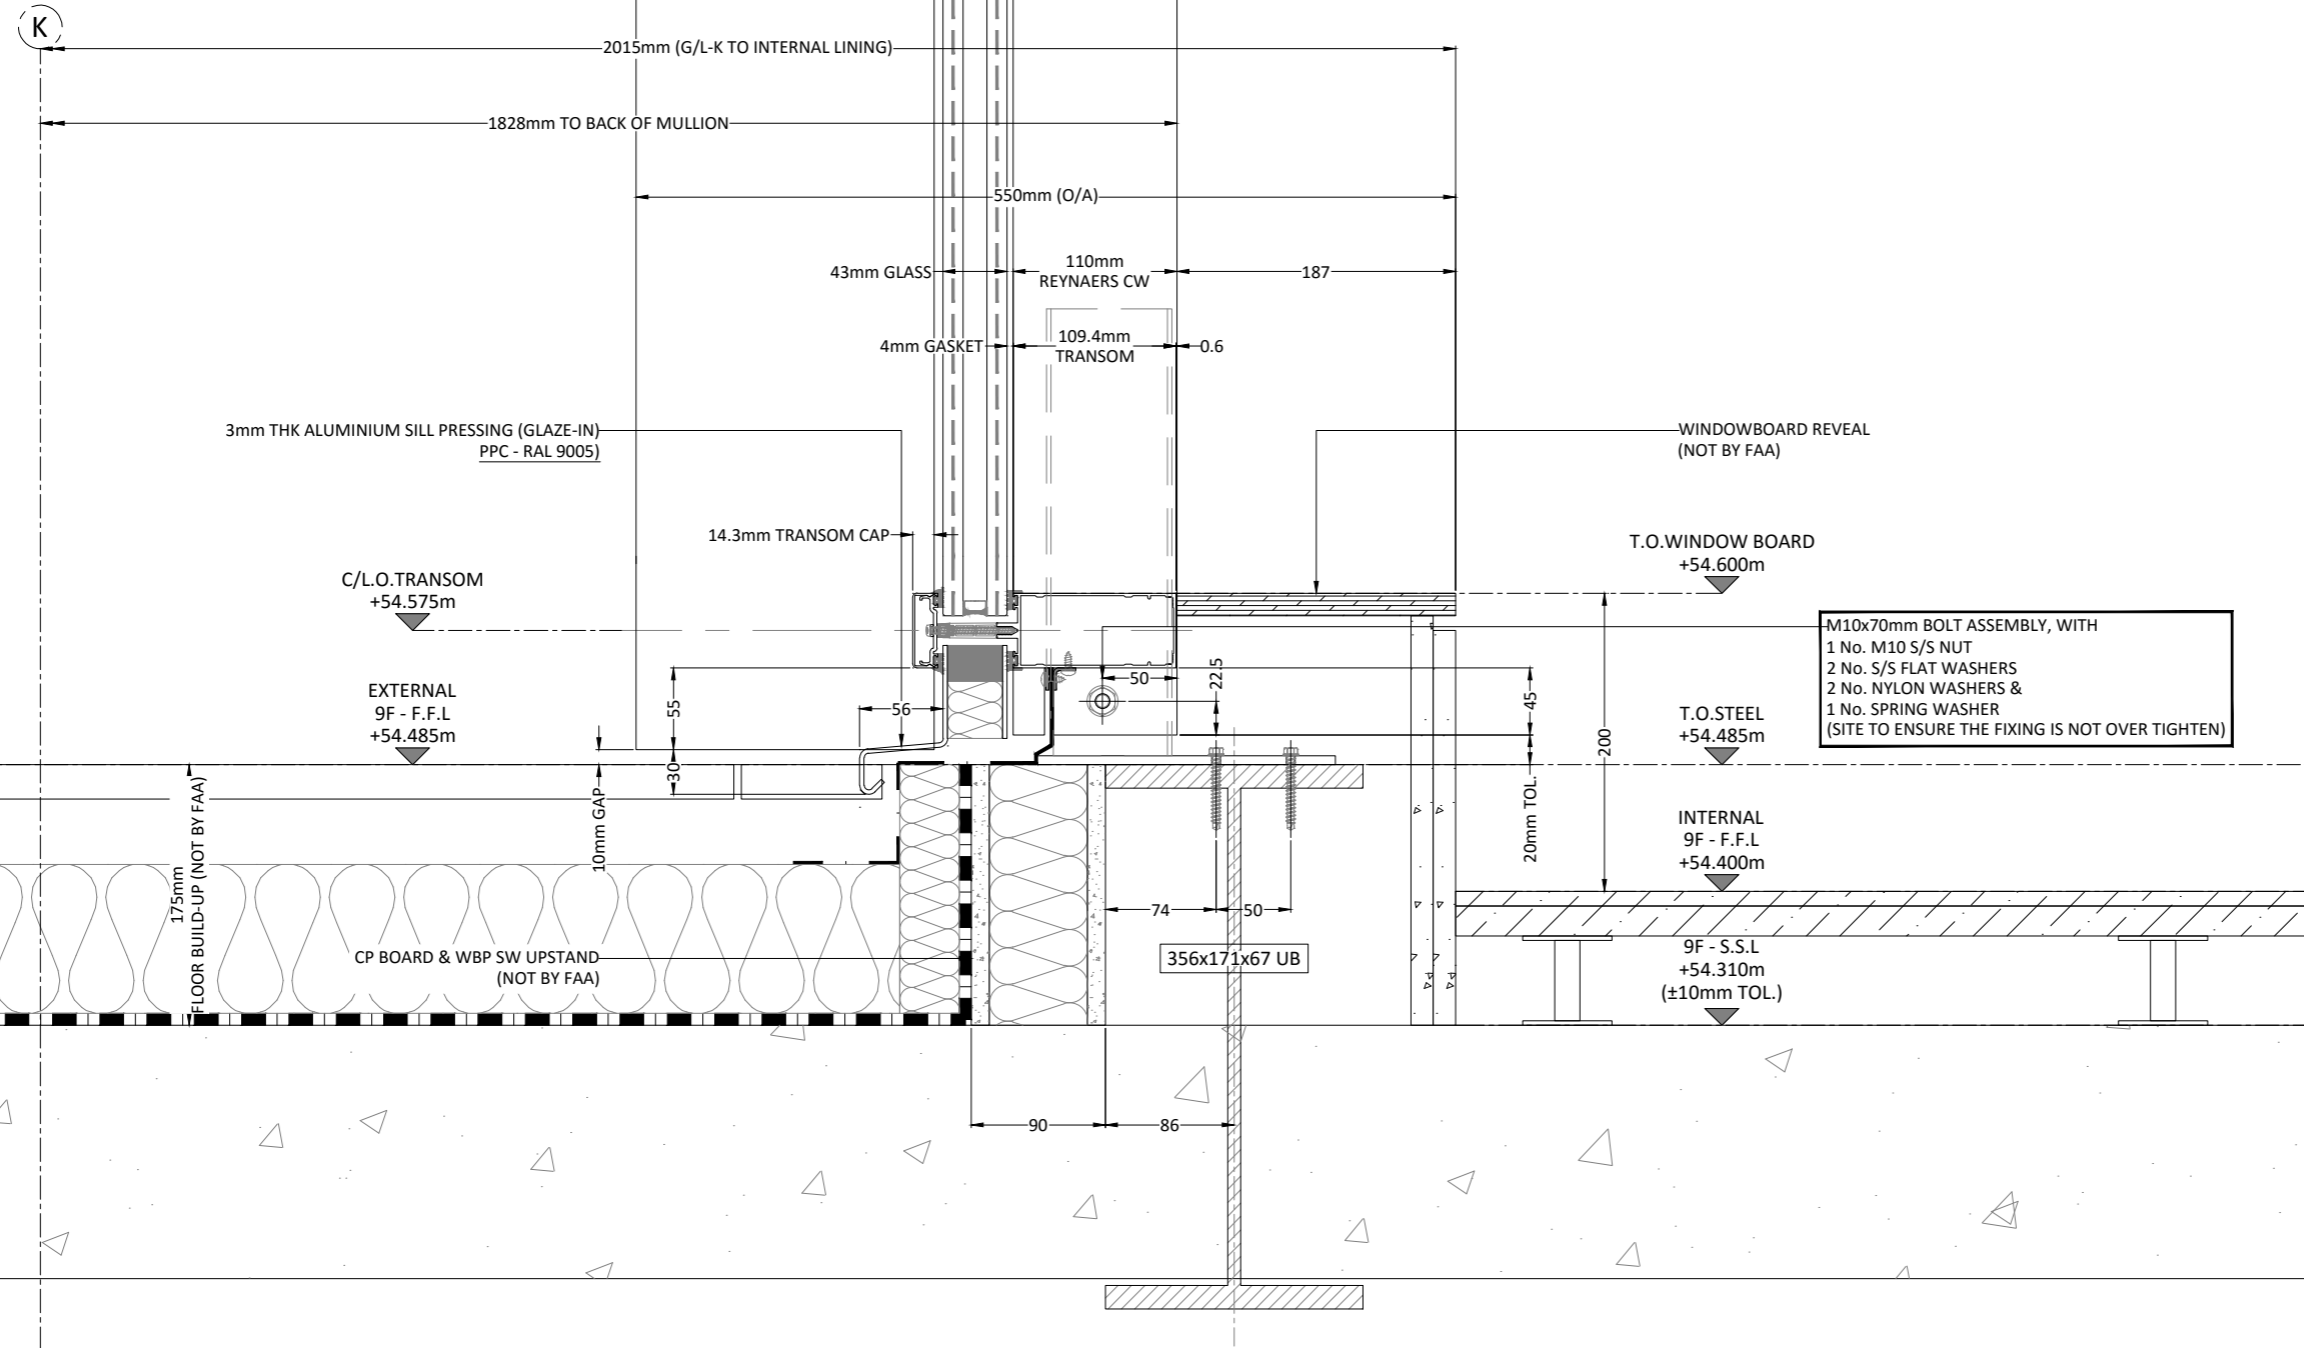 K
2015mm (G/L-K TO INTERNAL LINING)
1828mm TO BACK OF MULLION
550mm (O/A)
43mm GLASS
110mm
REYNAERS CW
187
4mm GASKET
109.4mm
TRANSOM
0.6
3mm THK ALUMINIUM SILL PRESSING (GLAZE-IN)
PPC - RAL 9005)
WINDOWBOARD REVEAL
(NOT BY FAA)
14.3mm TRANSOM CAP
T.O.WINDOW BOARD
+54.600m
C/L.O.TRANSOM
+54.575m
M10x70mm BOLT ASSEMBLY, WITH
1 No. M10 S/S NUT
2 No. S/S FLAT WASHERS
2 No. NYLON WASHERS &
1 No. SPRING WASHER
(SITE TO ENSURE THE FIXING IS NOT OVER TIGHTEN)
EXTERNAL
9F - F.F.L
+54.485m
55
56
50
22.5
45
200
T.O.STEEL
+54.485m
30
10mm GAP
20mm TOL.
175mm
FLOOR BUILD-UP (NOT BY FAA)
INTERNAL
9F - F.F.L
+54.400m
74
50
CP BOARD & WBP SW UPSTAND
(NOT BY FAA)
356x171x67 UB
9F - S.S.L
+54.310m
(±10mm TOL.)
90
86